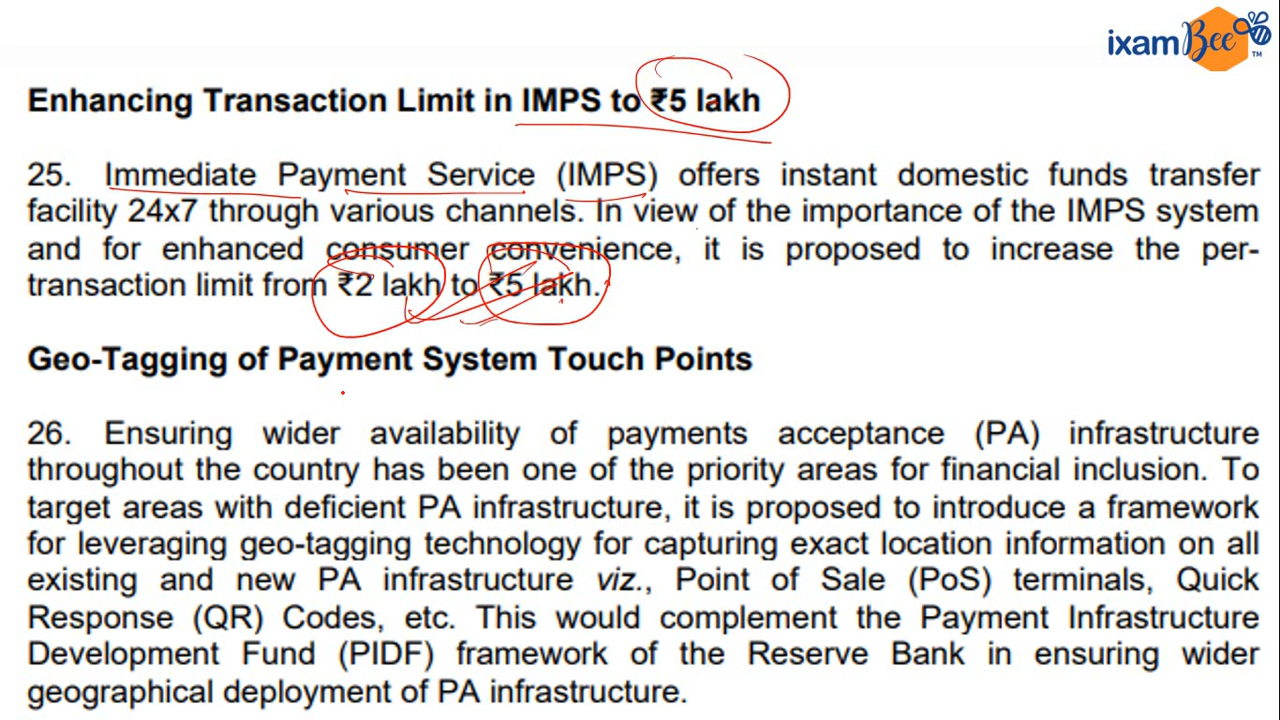 ixamBee
TM
Enhancing Transaction Limit in IMPS to ₹5 lakh
25. Immediate Payment Service (IMPS) offers instant domestic funds transfer
facility 24x7 through various channels. In view of the importance of the IMPS system
and for enhanced consumer convenience, it is proposed to increase the per-
transaction limit from ₹2 lakh to ₹5 lakh.
Geo-Tagging of Payment System Touch Points
26. Ensuring wider availability of payments acceptance (PA) infrastructure
throughout the country has been one of the priority areas for financial inclusion. To
target areas with deficient PA infrastructure, it is proposed to introduce a framework
for leveraging geo-tagging technology for capturing exact location information on all
existing and new PA infrastructure viz., Point of Sale (PoS) terminals, Quick
Response (QR) Codes, etc. This would complement the Payment Infrastructure
Development Fund (PIDF) framework of the Reserve Bank in ensuring wider
geographical deployment of PA infrastructure.